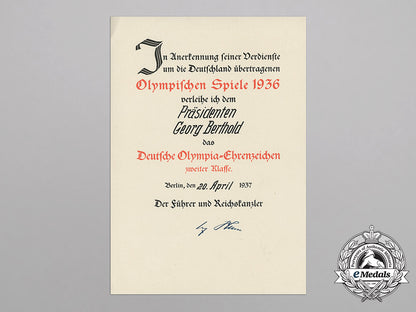 In Anerkennung seiner Verdienste
um die Deutschland übertragenen
Olympischen Spiele 1936
verleihe ich dem
Präsidenten
Georg Berthold
das
Deutsche Olympia-Ehrenzeichen
zweiter Klasse.
Berlin, den 20. April 1937
Der Führer und Reichskanzler
eMedals